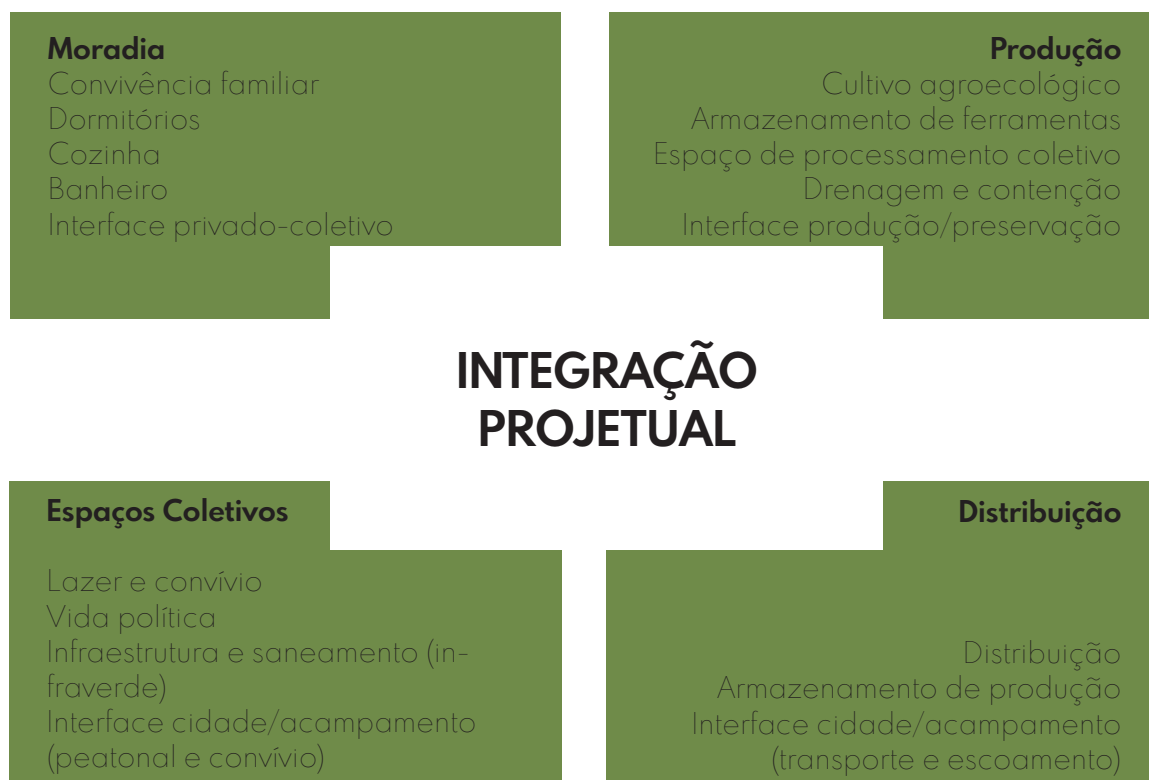 Moradia
Convivência familiar
Dormitórios
Cozinha
Banheiro
Interface privado-coletivo
Produção
Cultivo agroecológico
Armazenamento de ferramentas
Espaço de processamento coletivo
Drenagem e contenção
Interface produção/preservação
INTEGRAÇÃO
PROJETUAL
Espaços Coletivos
Lazer e convívio
Vida política
Infraestrutura e saneamento (in-
fraverde)
Interface cidade/acampamento
(peatonal e convívio)
Distribuição
Distribuição
Armazenamento de produção
Interface cidade/acampamento
(transporte e escoamento)